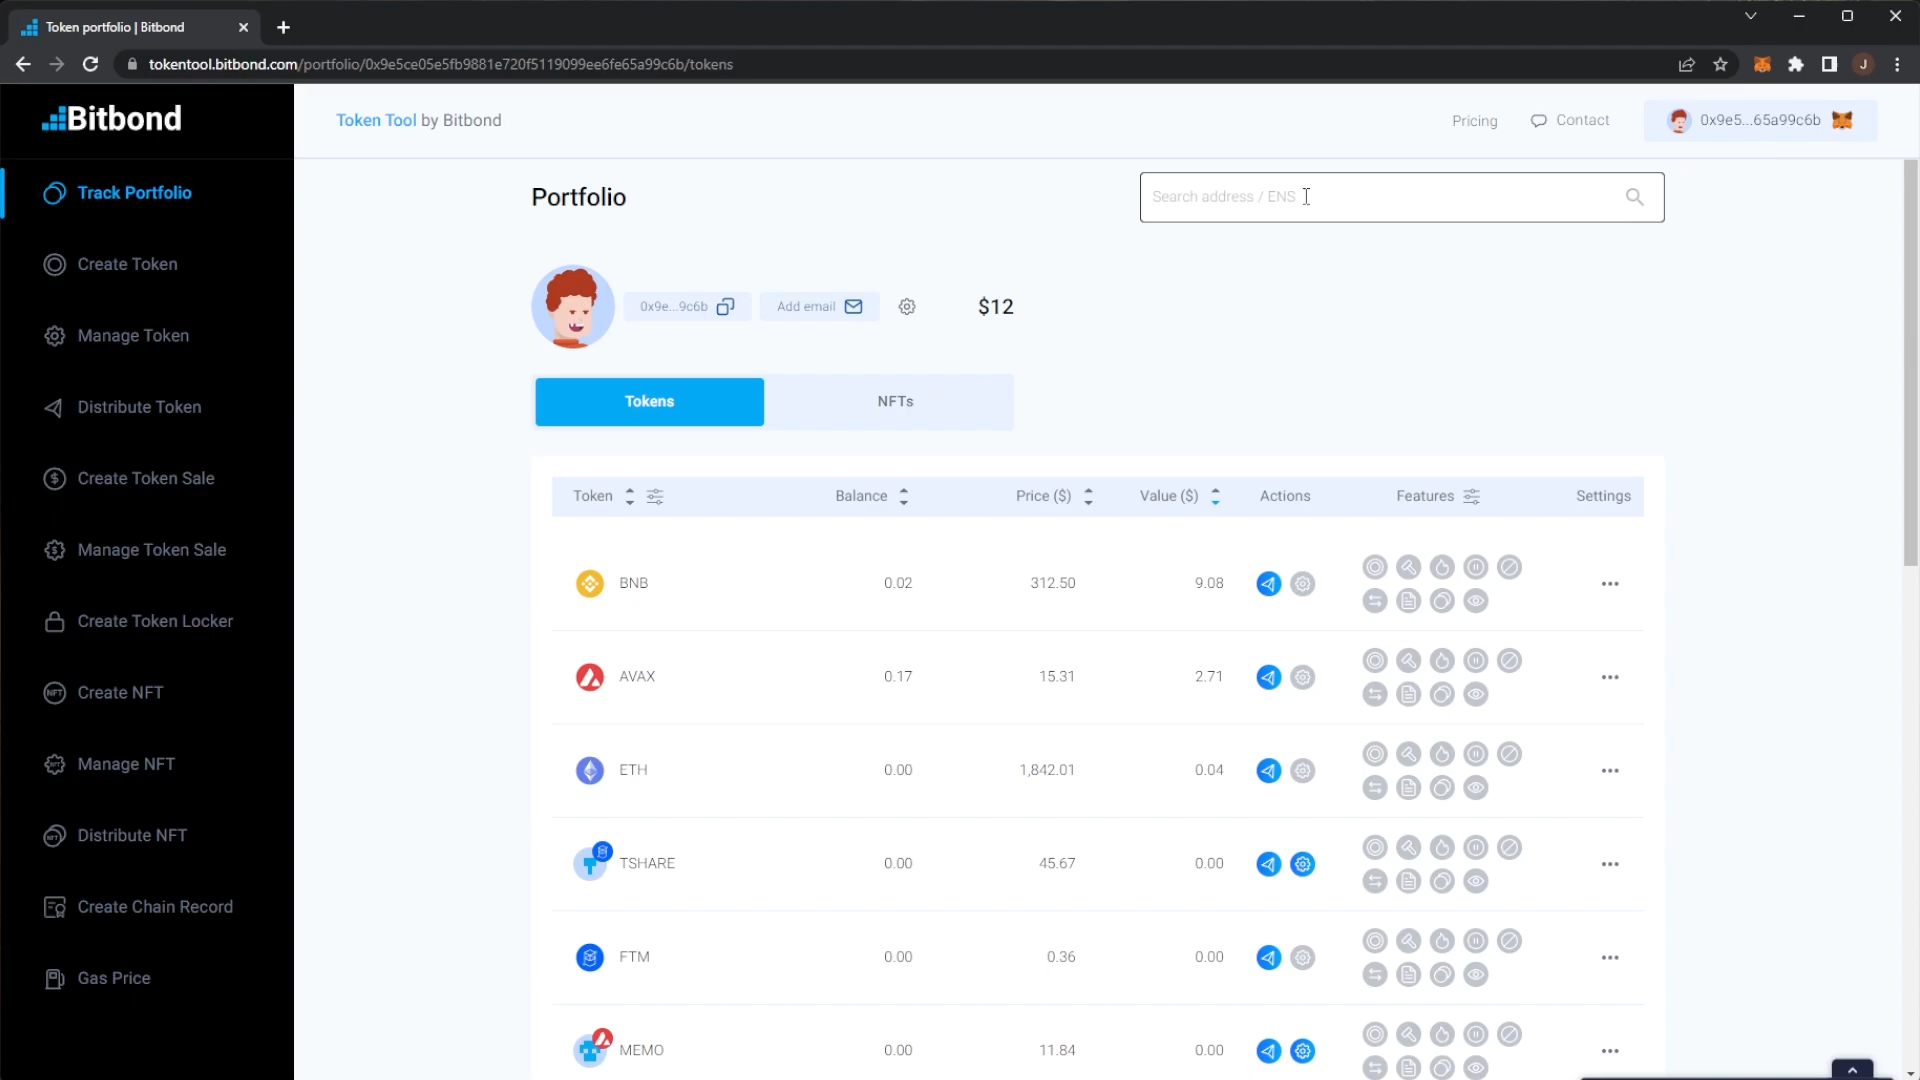 Token portfolio | Bitbond
tokentool.bitbond.com/portfolio/0x9e5ce05e5fb9881e720f5119099ee6fe65a99c6b/tokens
J
Bitbond
Token Tool by Bitbond
Pricing
Contact
0x9e5...65a99c6b
Track Portfolio
Create Token
Manage Token
Distribute Token
Create Token Sale
Manage Token Sale
Create Token Locker
Create NFT
Manage NFT
Distribute NFT
Create Chain Record
Gas Price
Portfolio
Search address / ENS
0x9e...9c6b
Add email
$12
Tokens
NFTs
Token Balance Price ($) Value ($) Actions Features Settings
BNB 0.02 312.50 9.08
AVAX 0.17 15.31 2.71
ETH 0.00 1,842.01 0.04
TSHARE 0.00 45.67 0.00
FTM 0.00 0.36 0.00
MEMO 0.00 11.84 0.00